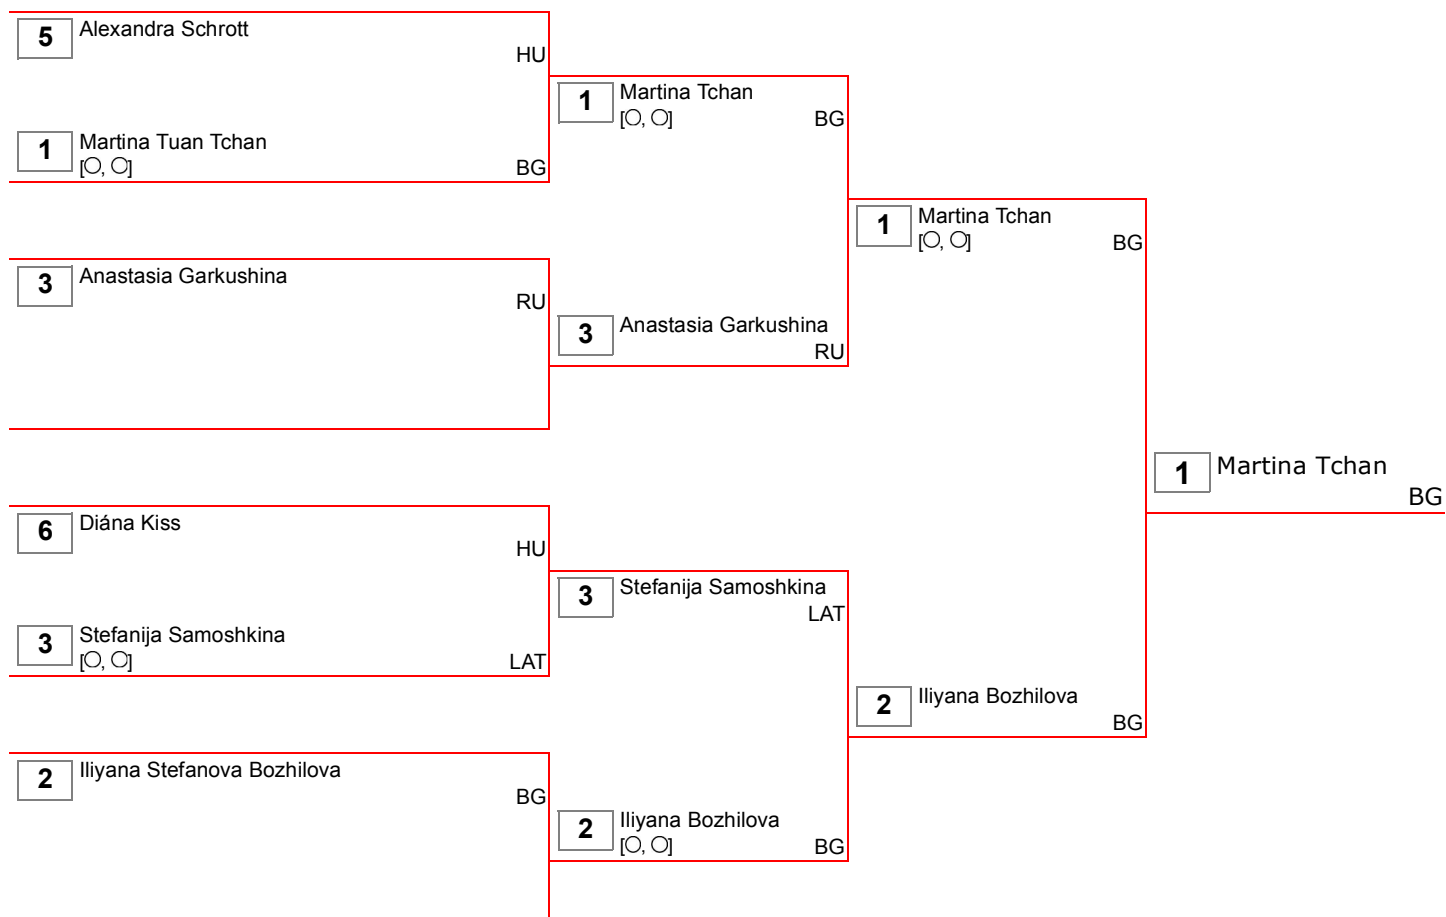 5 Alexandra Schrott
HU
1 Martina Tuan Tchan
[O, O] BG
3 Anastasia Garkushina
RU
6 Diána Kiss
HU
3 Stefanija Samoshkina
[O, O] LAT
2 Iliyana Stefanova Bozhilova
BG
1 Martina Tchan
[O, O] BG
3 Anastasia Garkushina
RU
3 Stefanija Samoshkina
LAT
2 Iliyana Bozhilova
[O, O] BG
1 Martina Tchan
[O, O] BG
2 Iliyana Bozhilova
BG
1 Martina Tchan
BG